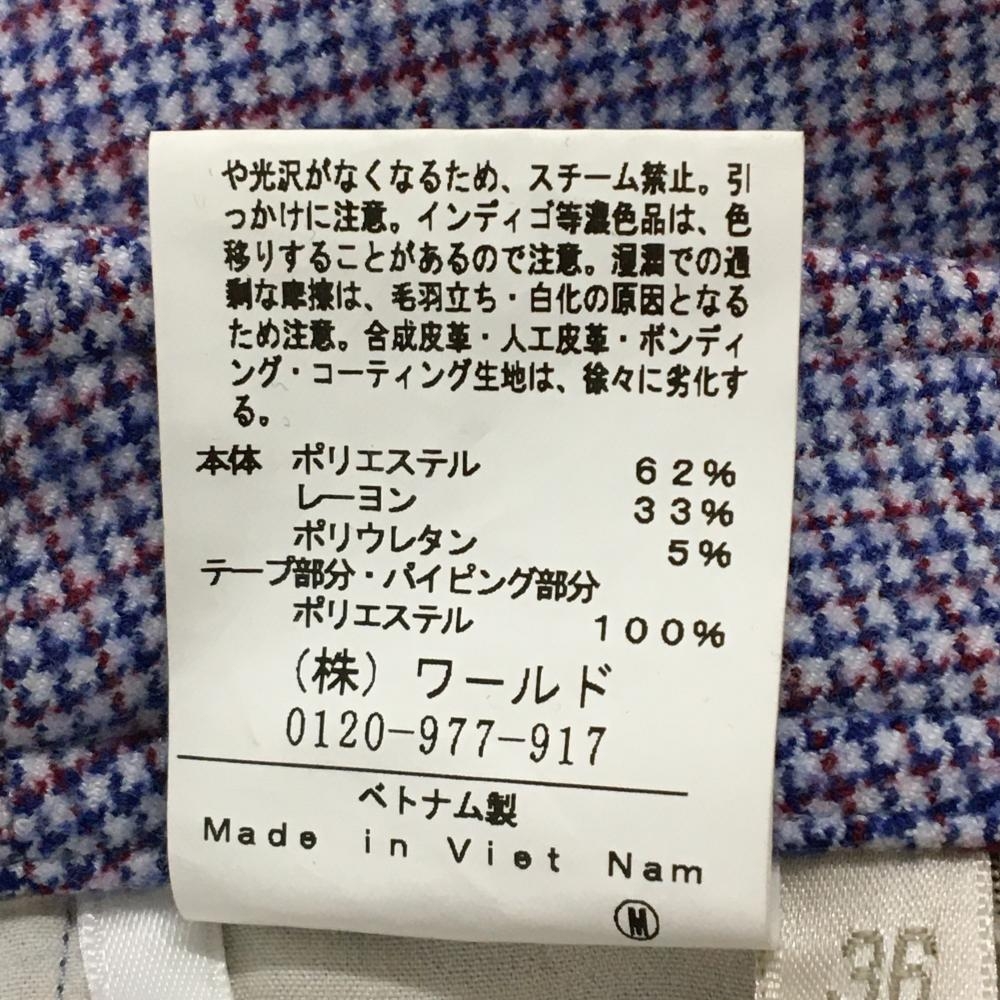 や光沢がなくなるため、スチーム禁止。引
っかけに注意。インディゴ等濃色品は、色
移りすることがあるので注意。湿潤での過
剰な摩擦は、毛羽立ち・白化の原因となる
ため注意。合成皮革・人工皮革・ボンディ
ング・コーティング生地は、徐々に劣化す
る。
本体 ポリエステル 62%
レーヨン 33%
ポリウレタン 5%
テープ部分・パイピング部分
ポリエステル 100%
(株) ワールド
0120-977-917
ベトナム製
Made in Viet Nam
M
36